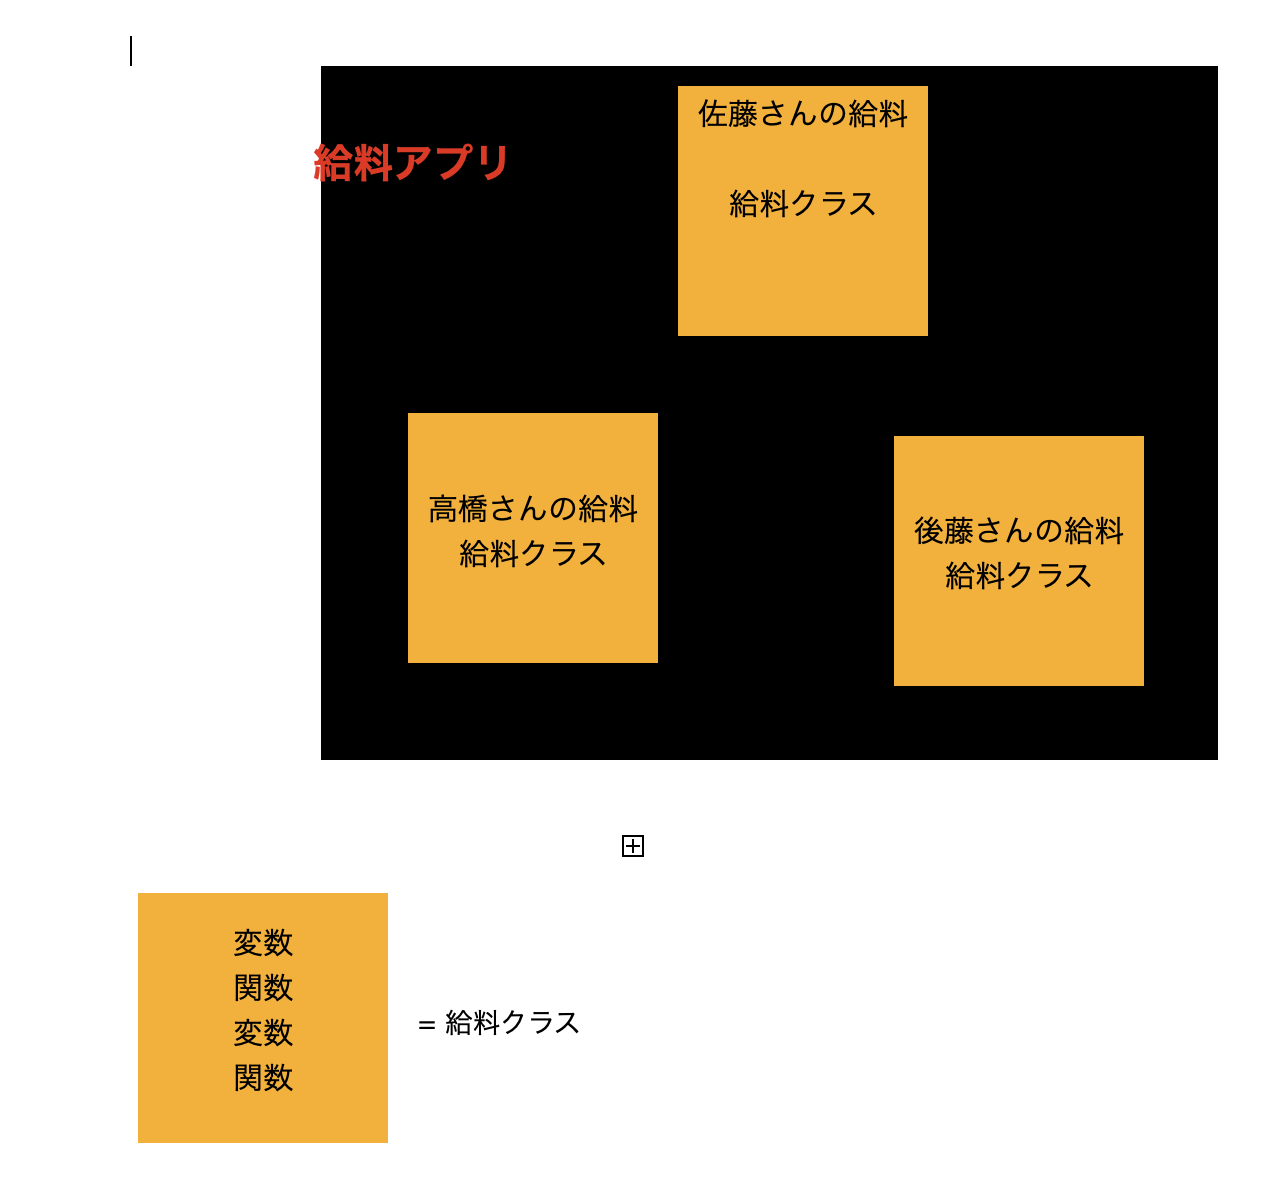 佐藤さんの給料
給料アプリ
給料クラス
高橋さんの給料
給料クラス
後藤さんの給料
給料クラス
変数
関数
変数
関数
= 給料クラス